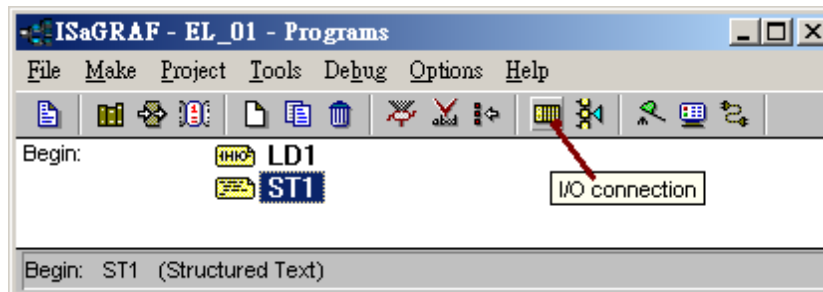 ISaGRAF - EL_01 - Programs
File Make Project Tools Debug Options Help
Begin: LD1
ST1
I/O connection
Begin: ST1 (Structured Text)